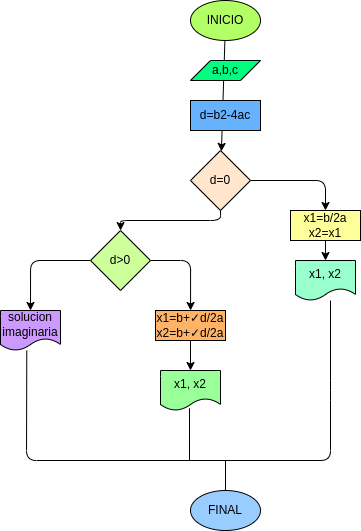 INICIO
a,b,c
d=b2-4ac
d=0
x1=b/2a
x2=x1
d>0
x1, x2
solucion
imaginaria
x1=b+✓d/2a
x2=b+✓d/2a
x1, x2
FINAL